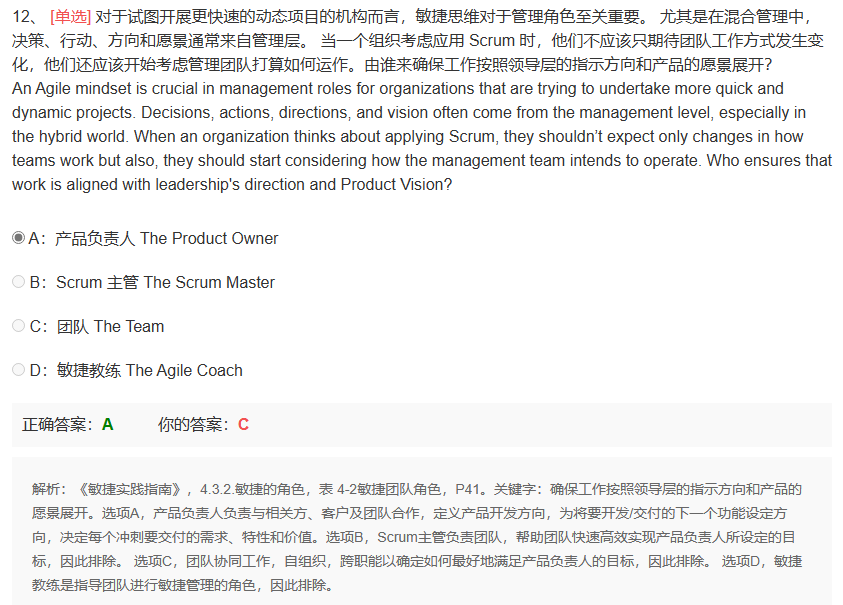 12、 [单选] 对于试图开展更快速的动态项目的机构而言，敏捷思维对于管理角色至关重要。 尤其是在混合管理中，
决策、行动、方向和愿景通常来自管理层。 当一个组织考虑应用 Scrum 时，他们不应该只期待团队工作方式发生变
化，他们还应该开始考虑管理团队打算如何运作。由谁来确保工作按照领导层的指示方向和产品的愿景展开?
An Agile mindset is crucial in management roles for organizations that are trying to undertake more quick and
dynamic projects. Decisions, actions, directions, and vision often come from the management level, especially in
the hybrid world. When an organization thinks about applying Scrum, they shouldn’t expect only changes in how
teams work but also, they should start considering how the management team intends to operate. Who ensures that
work is aligned with leadership's direction and Product Vision?
A：产品负责人 The Product Owner
B：Scrum 主管 The Scrum Master
C：团队 The Team
D：敏捷教练 The Agile Coach
正确答案：A 你的答案：C
解析：《敏捷实践指南》，4.3.2.敏捷的角色，表 4-2敏捷团队角色，P41。关键字：确保工作按照领导层的指示方向和产品的
愿景展开。选项A，产品负责人负责与相关方、客户及团队合作，定义产品开发方向，为将要开发/交付的下一个功能设定方
向，决定每个冲刺要交付的需求、特性和价值。选项B，Scrum主管负责团队，帮助团队快速高效实现产品负责人所设定的目
标，因此排除。 选项C，团队协同工作，自组织，跨职能以确定如何最好地满足产品负责人的目标，因此排除。 选项D，敏捷
教练是指导团队进行敏捷管理的角色，因此排除。